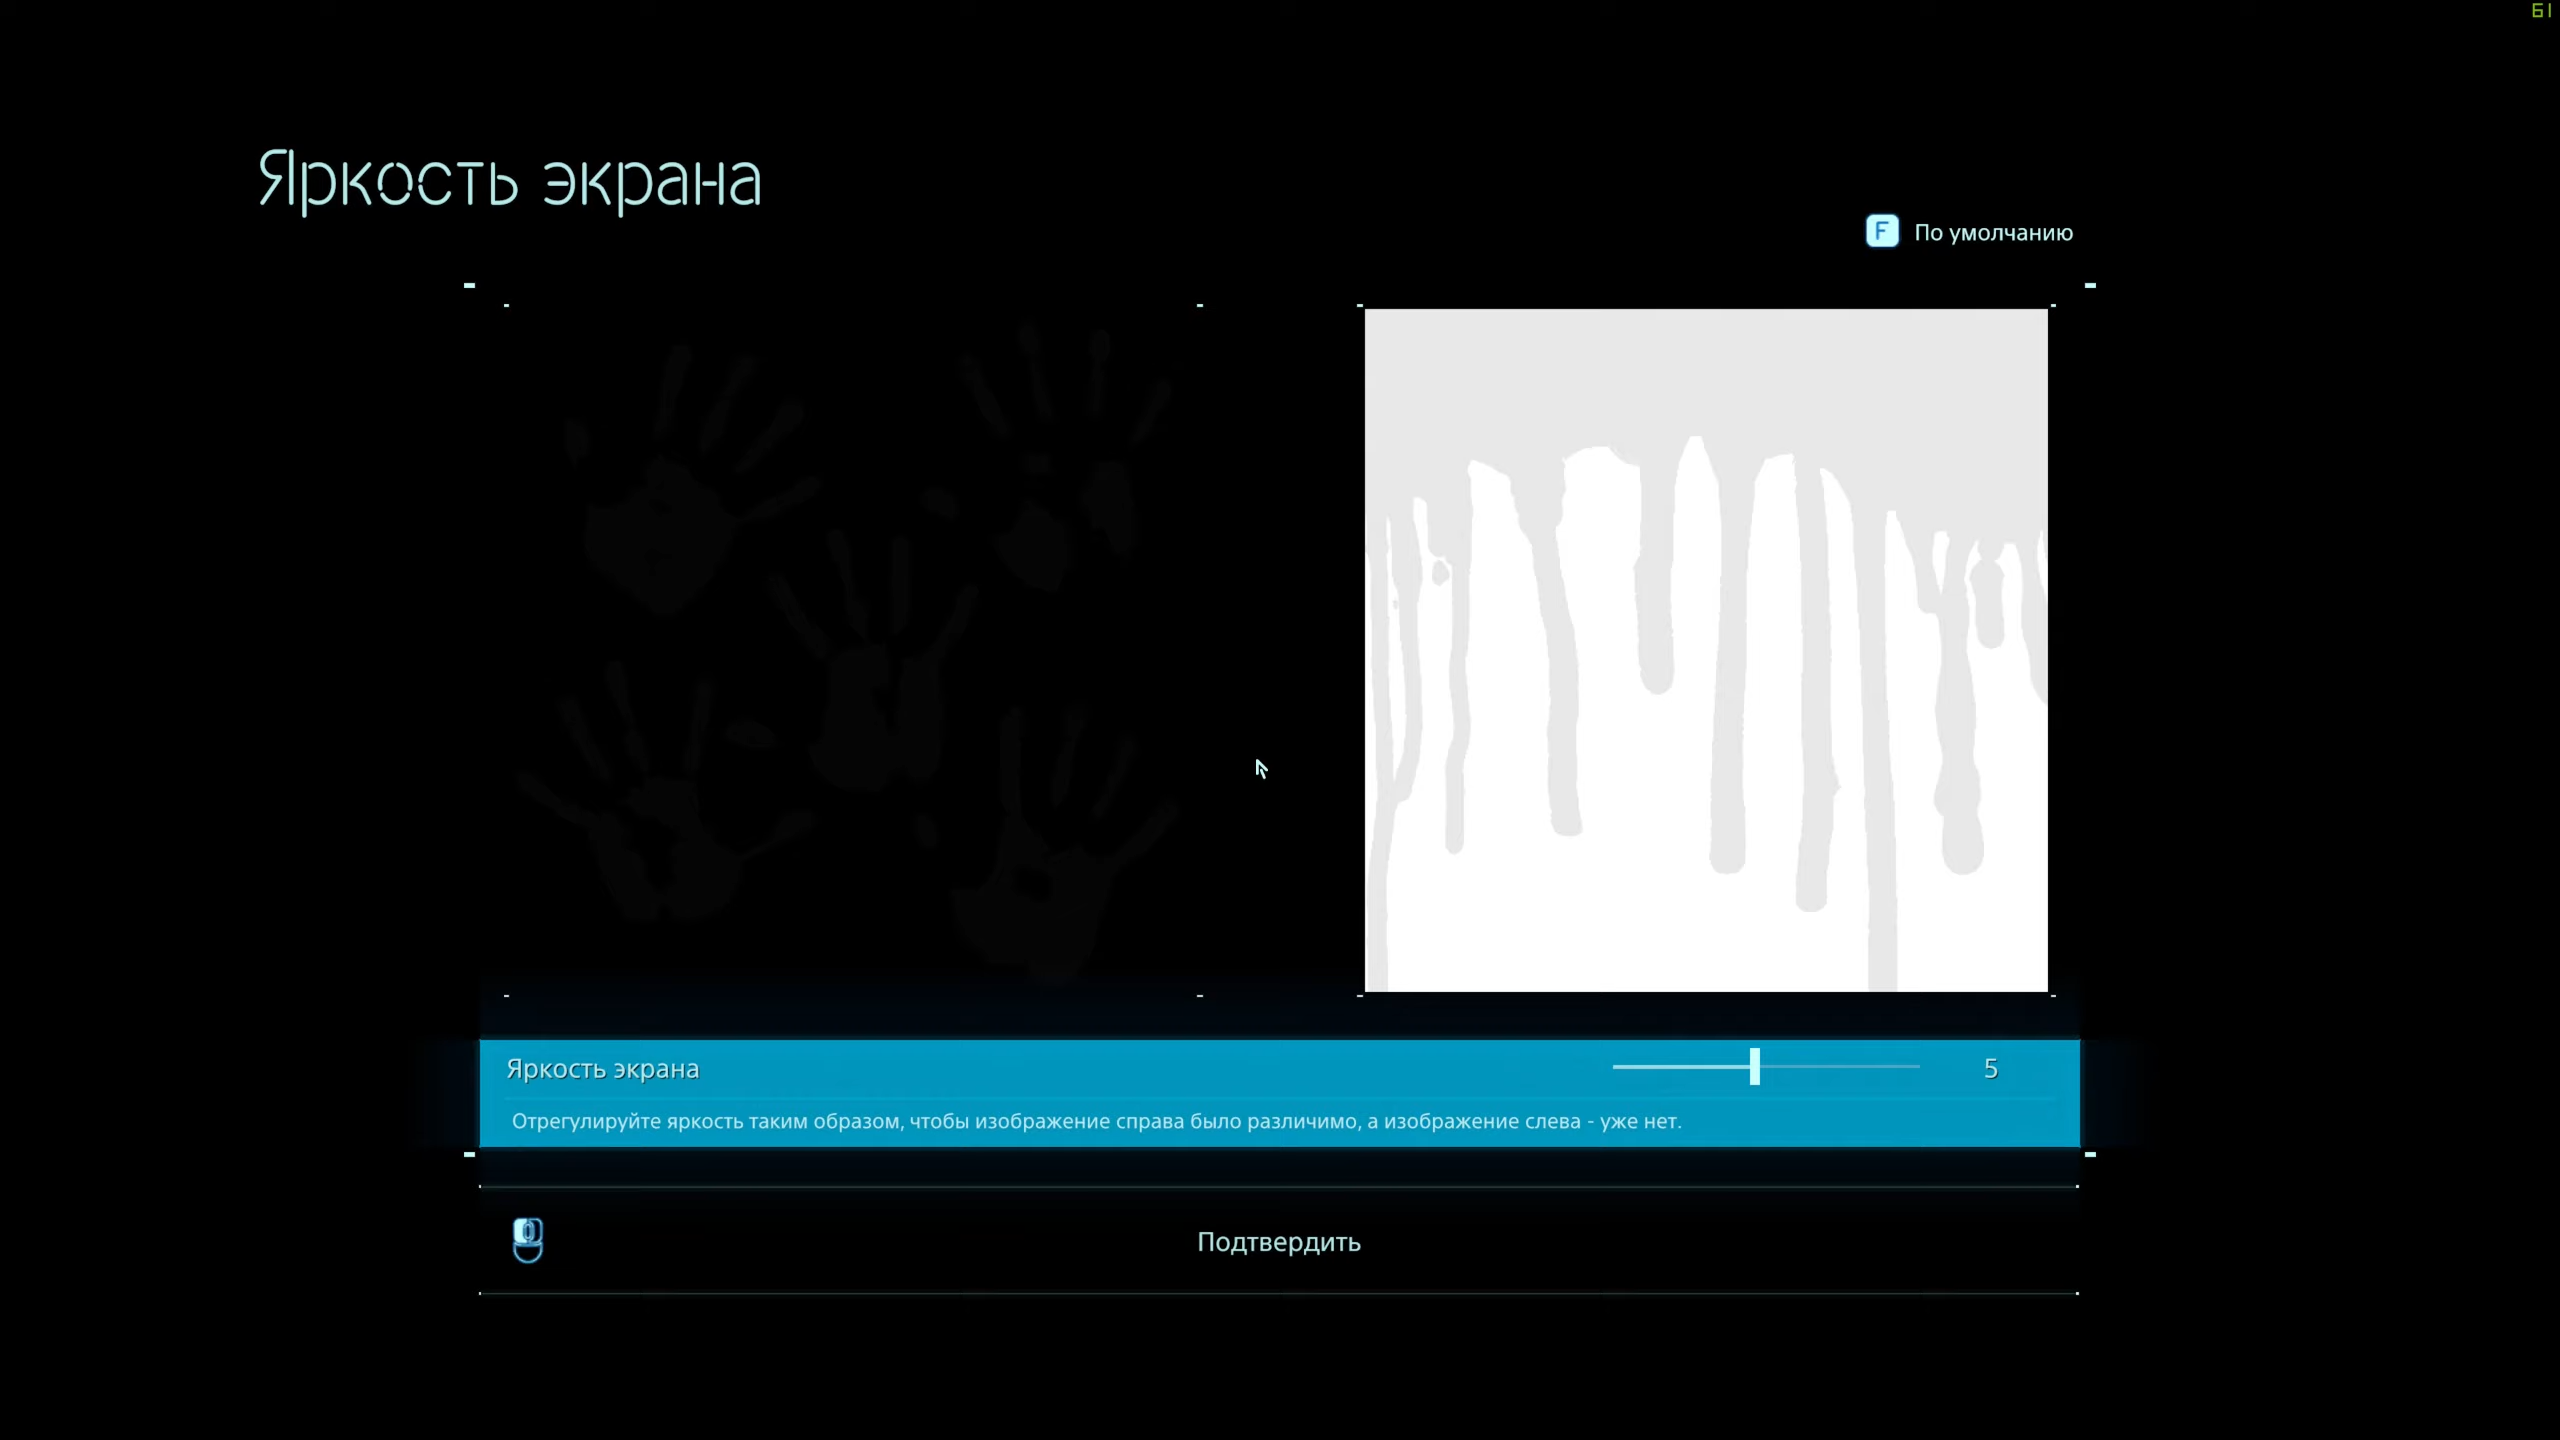 61
Яркость экрана
F По умолчанию
Яркость экрана 5
Отрегулируйте яркость таким образом, чтобы изображение справа было различимо, а изображение слева - уже нет.
Подтвердить